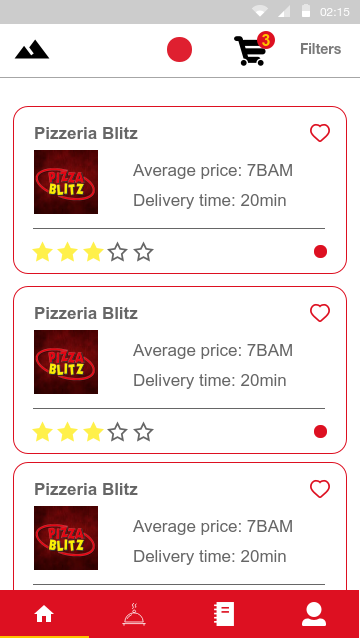 02:15
3
Filters
Pizzeria Blitz
PIZZA
BLITZ
Average price: 7BAM
Delivery time: 20min
Pizzeria Blitz
PIZZA
BLITZ
Average price: 7BAM
Delivery time: 20min
Pizzeria Blitz
PIZZA
BLITZ
Average price: 7BAM
Delivery time: 20min